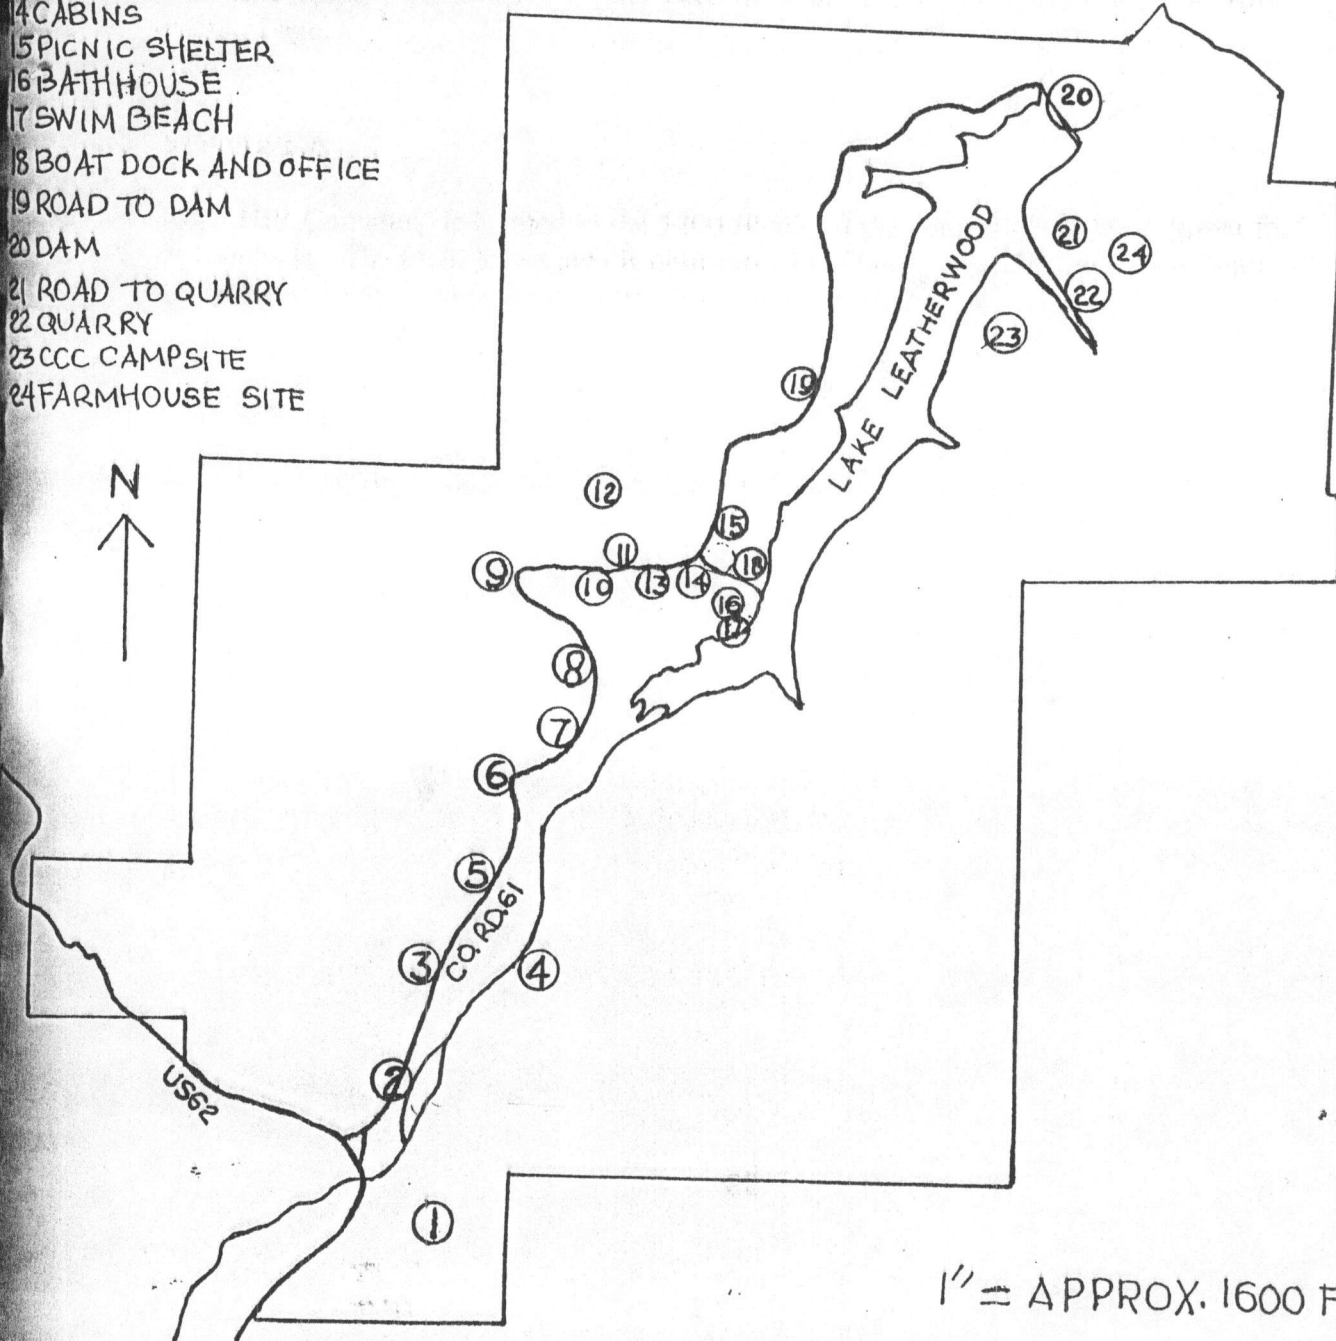 14 CABINS
15 PICNIC SHELTER
16 BATHHOUSE
17 SWIM BEACH
18 BOAT DOCK AND OFFICE
19 ROAD TO DAM
20 DAM
21 ROAD TO QUARRY
22 QUARRY
23 CCC CAMPSITE
24 FARMHOUSE SITE
N
20
21
24
22
23
LAKE LEATHERWOOD
19
12
15
11
18
9
10
13
14
16
17
8
7
6
5
CO. RD. 61
3
4
2
US62
1
1" = APPROX. 1600 F